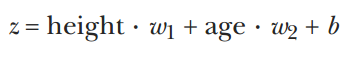 z = height · w₁ + age · w₂ + b